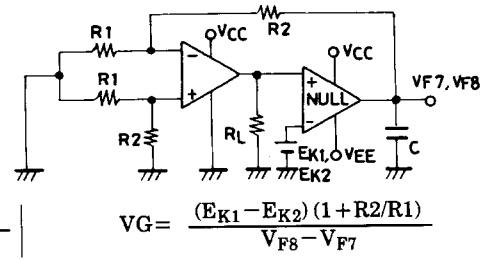 R2
R1
VCC
VCC
−
R1
+
+
NULL
−
VF7, VF8
R2
RL
EK1,
EK2
VEE
C
VG= (EK1−EK2) (1+R2/R1)
VF8−VF7